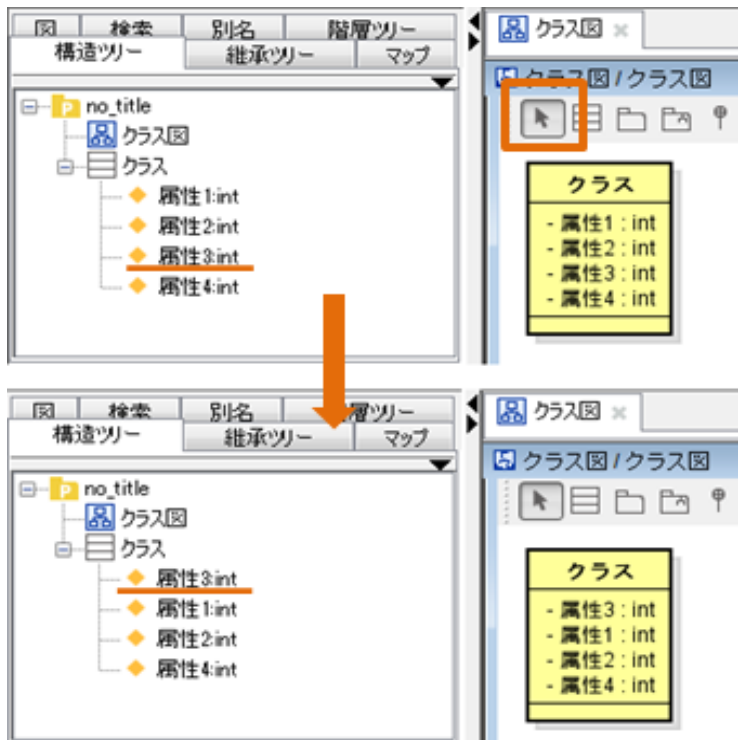 図 検索 別名 階層ツリー
構造ツリー 継承ツリー マップ
no_title
クラス図
クラス
属性1:int
属性2:int
属性3:int
属性4:int
クラス図
クラス図 / クラス図
クラス
- 属性1 : int
- 属性2 : int
- 属性3 : int
- 属性4 : int
図 検索 別名 層ツリー
構造ツリー 継承ツリー マップ
no_title
クラス図
クラス
属性3:int
属性1:int
属性2:int
属性4:int
クラス図
クラス図 / クラス図
クラス
- 属性3 : int
- 属性1 : int
- 属性2 : int
- 属性4 : int